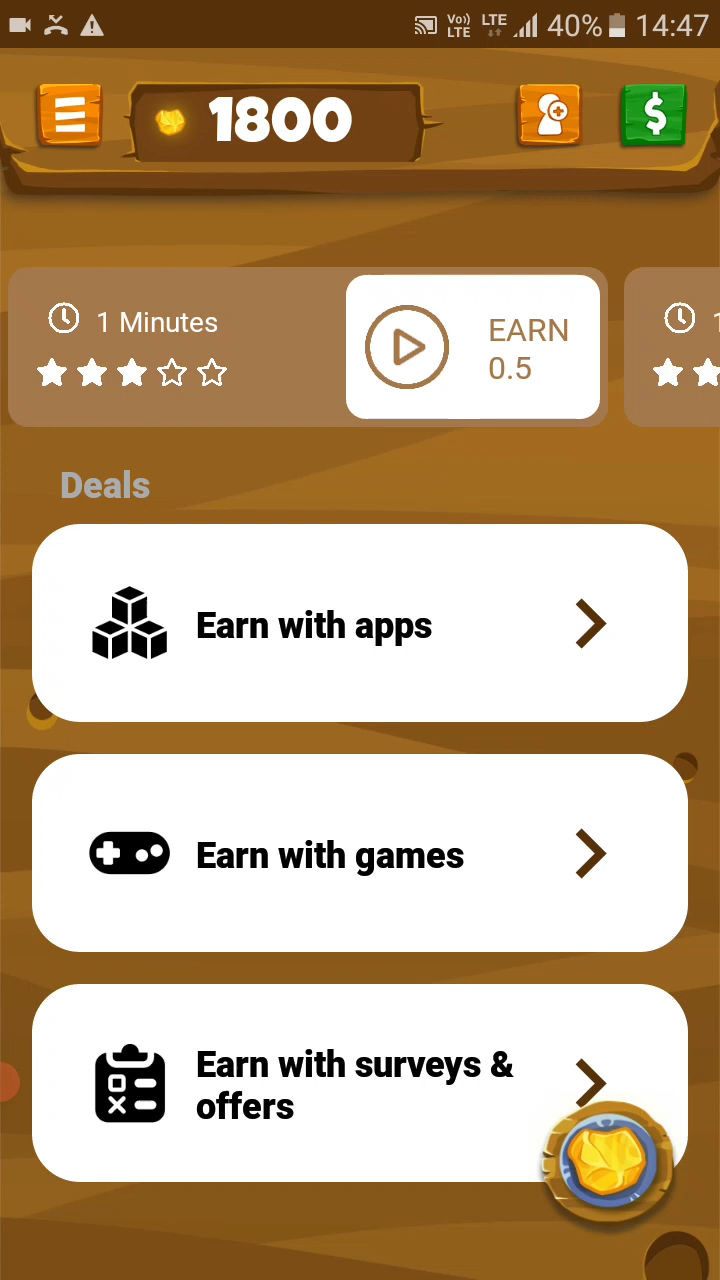 Vo)) LTE LTE 40% 14:47
1800 $
1 Minutes
EARN
0.5
1
Deals
Earn with apps
Earn with games
Earn with surveys &
offers